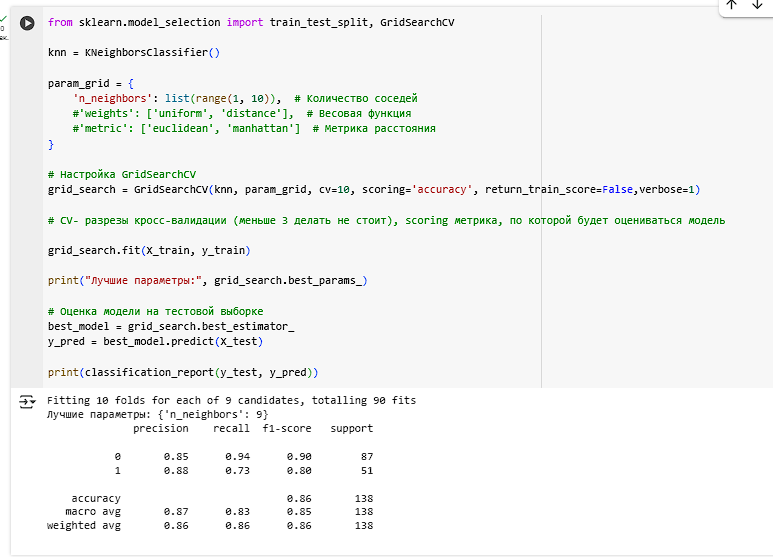 from sklearn.model_selection import train_test_split, GridSearchCV
knn = KNeighborsClassifier()
param_grid = {
'n_neighbors': list(range(1, 10)),  # Количество соседей
#'weights': ['uniform', 'distance'],  # Весовая функция
#'metric': ['euclidean', 'manhattan']  # Метрика расстояния
}
# Настройка GridSearchCV
grid_search = GridSearchCV(knn, param_grid, cv=10, scoring='accuracy', return_train_score=False,verbose=1)
# CV- разрезы кросс-валидации (меньше 3 делать не стоит), scoring метрика, по которой будет оцениваться модель
grid_search.fit(X_train, y_train)
print("Лучшие параметры:", grid_search.best_params_)
# Оценка модели на тестовой выборке
best_model = grid_search.best_estimator_
y_pred = best_model.predict(X_test)
print(classification_report(y_test, y_pred))
Fitting 10 folds for each of 9 candidates, totalling 90 fits
Лучшие параметры: {'n_neighbors': 9}
precision recall f1-score support
0 0.85 0.94 0.90 87
1 0.88 0.73 0.80 51
accuracy 0.86 138
macro avg 0.87 0.83 0.85 138
weighted avg 0.86 0.86 0.86 138